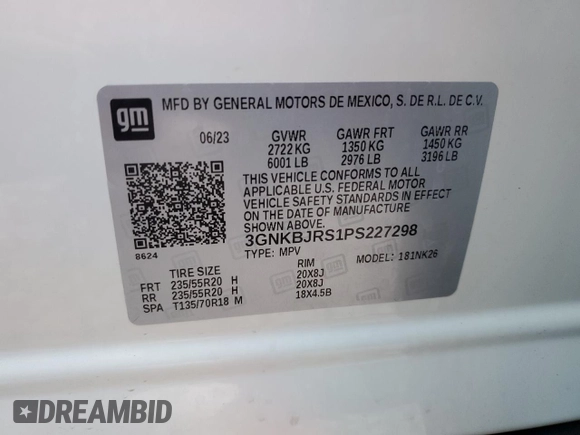 gm MFD BY GENERAL MOTORS DE MEXICO, S. DE R.L. DE C.V.
06/23 GVWR GAWR FRT GAWR RR
2722 KG 1350 KG 1450 KG
6001 LB 2976 LB 3196 LB
THIS VEHICLE CONFORMS TO ALL
APPLICABLE U.S. FEDERAL MOTOR
VEHICLE SAFETY STANDARDS IN EFFECT
ON THE DATE OF MANUFACTURE
SHOWN ABOVE.
3GNKBJRS1PS227298
8624 TYPE: MPV MODEL: 181NK26
TIRE SIZE RIM
FRT 235/55R20 H 20X8J
RR 235/55R20 H 20X8J
SPA T135/70R18 M 18X4.5B
DREAMBID